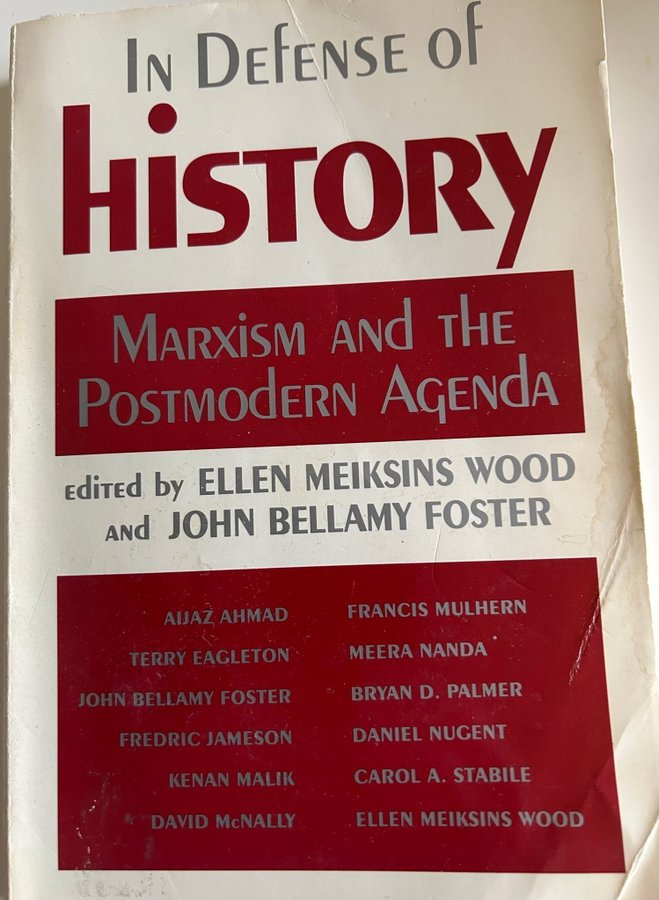 In Defense of
history
Marxism and the
Postmodern Agenda
edited by ELLEN MEIKSINS WOOD
and JOHN BELLAMY FOSTER
AIJAZ AHMAD
TERRY EAGLETON
JOHN BELLAMY FOSTER
FREDRIC JAMESON
KENAN MALIK
DAVID McNALLY
FRANCIS MULHERN
MEERA NANDA
BRYAN D. PALMER
DANIEL NUGENT
CAROL A. STABILE
ELLEN MEIKSINS WOOD